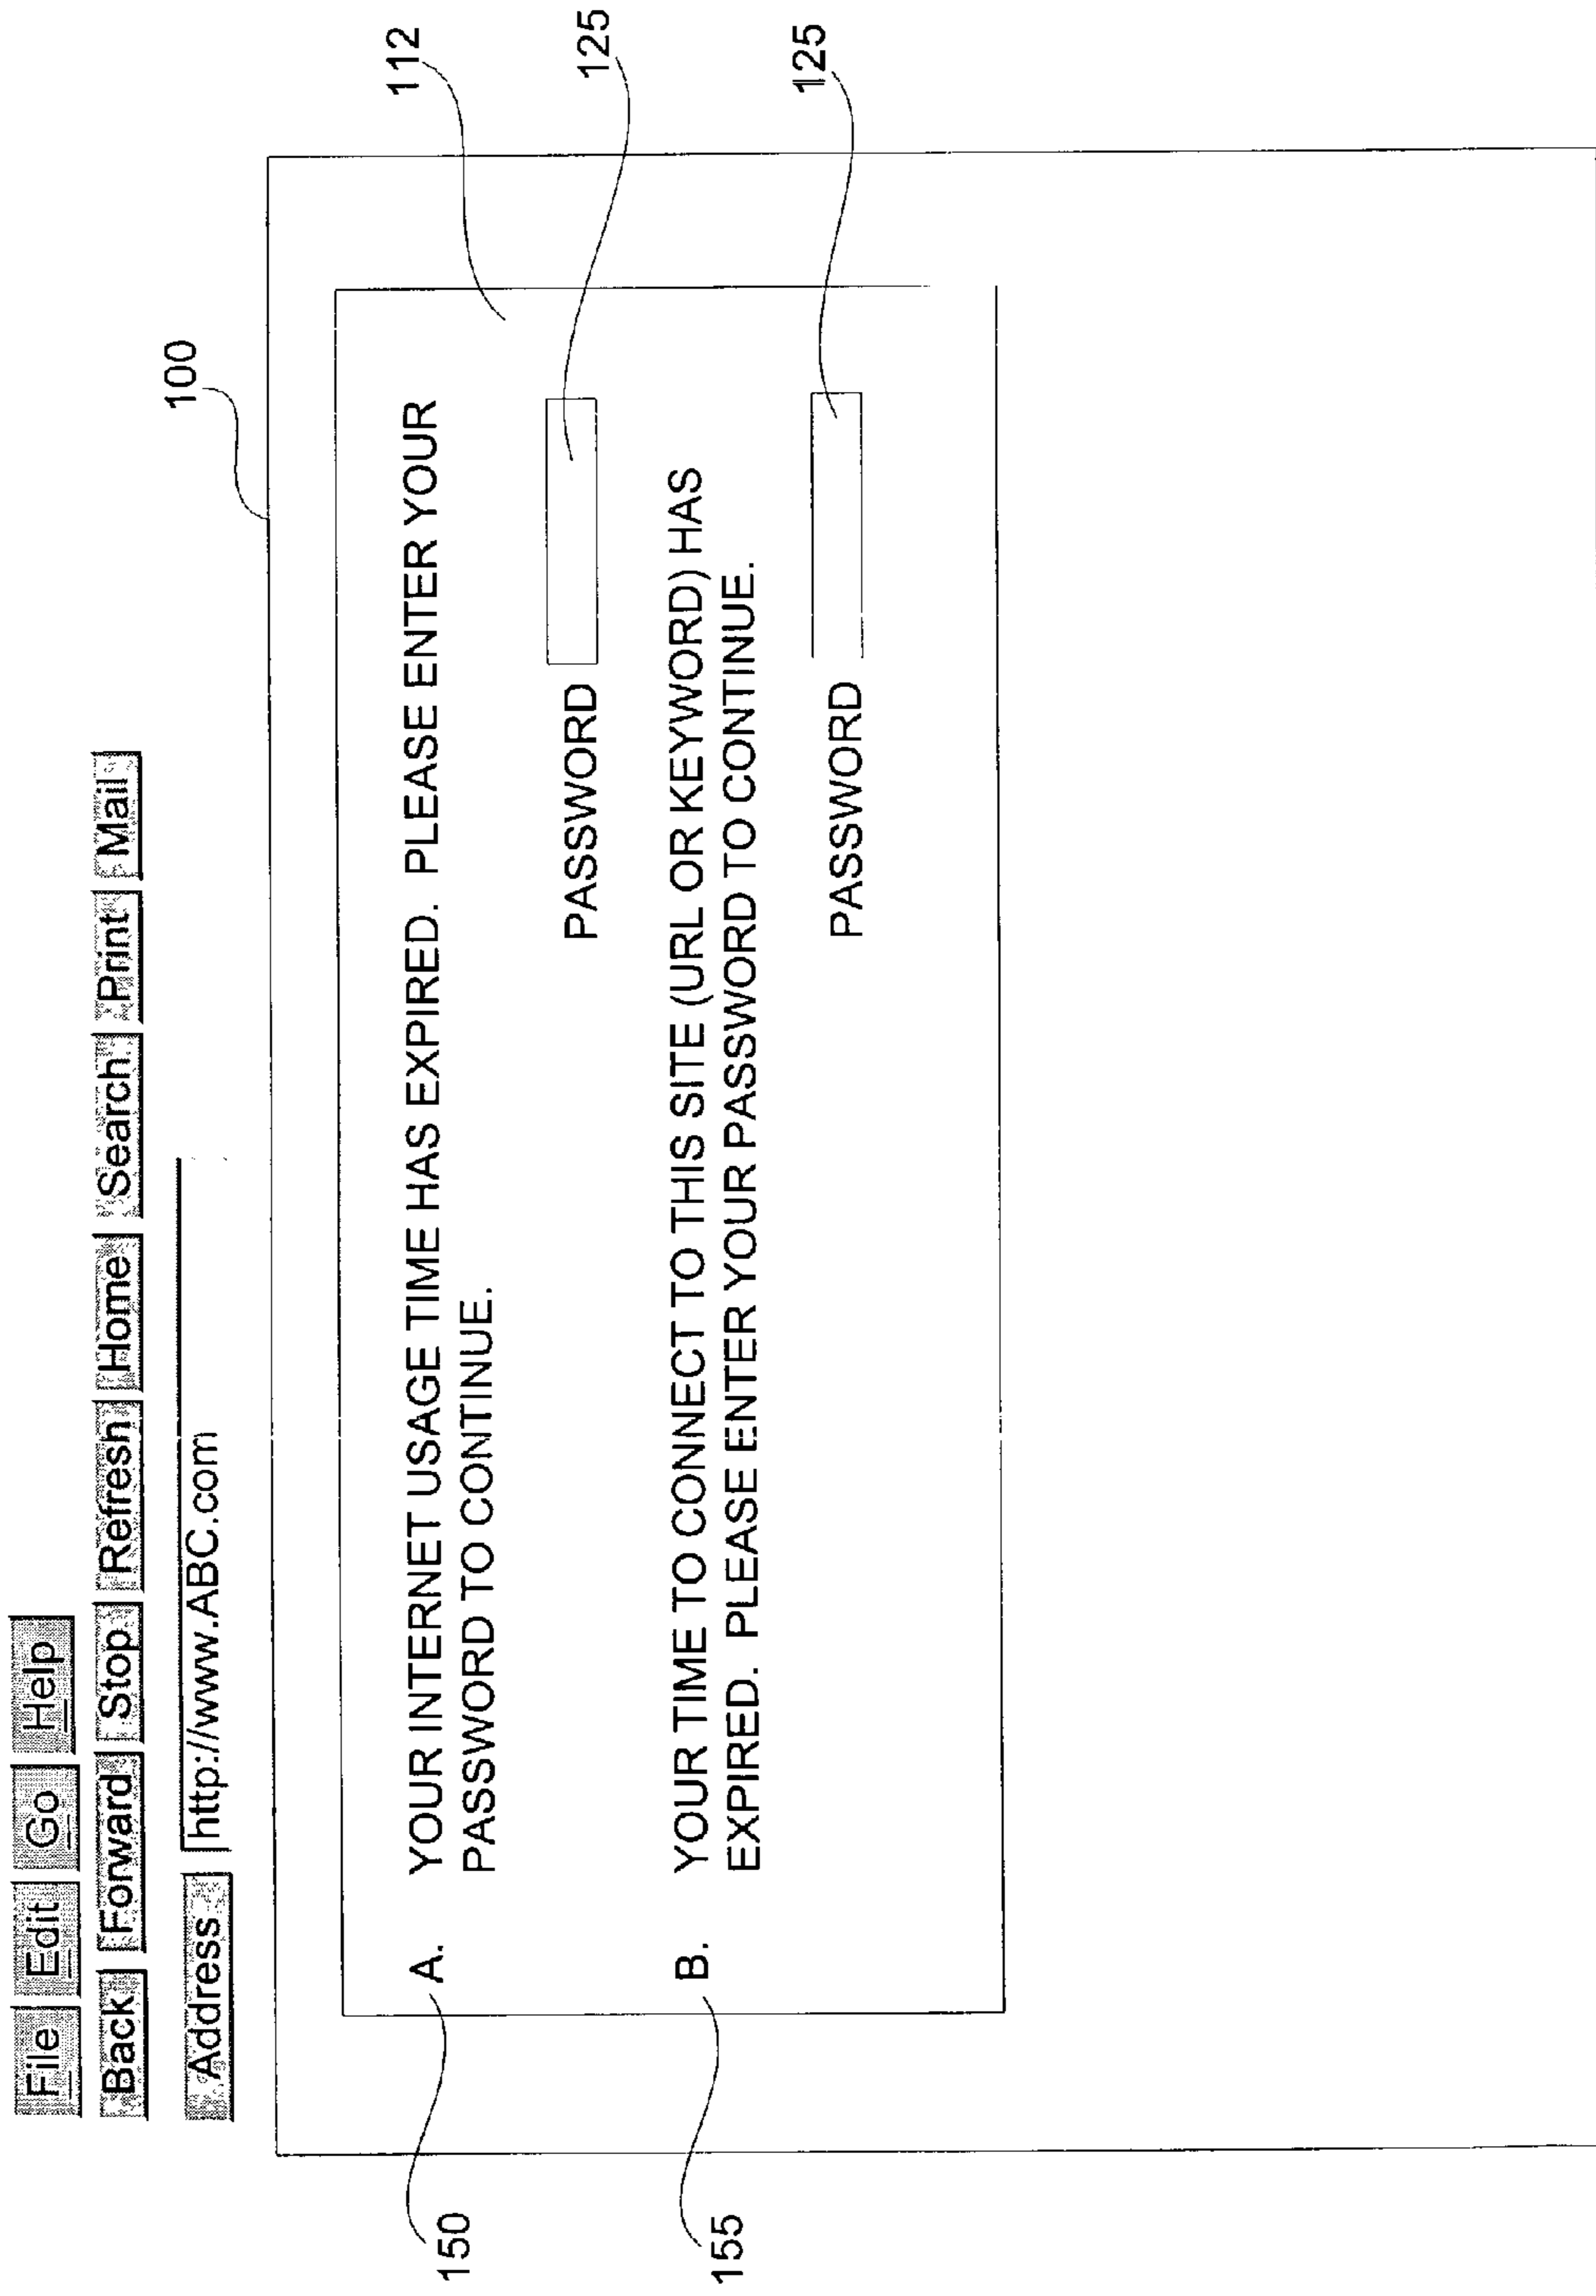 File Edit Go Help
Back Forward Stop Refresh Home Search Print Mail
Address http://www.ABC.com
100
112
150 A. YOUR INTERNET USAGE TIME HAS EXPIRED. PLEASE ENTER YOUR
PASSWORD TO CONTINUE.
PASSWORD 125
155 B. YOUR TIME TO CONNECT TO THIS SITE (URL OR KEYWORD) HAS
EXPIRED. PLEASE ENTER YOUR PASSWORD TO CONTINUE.
PASSWORD 125